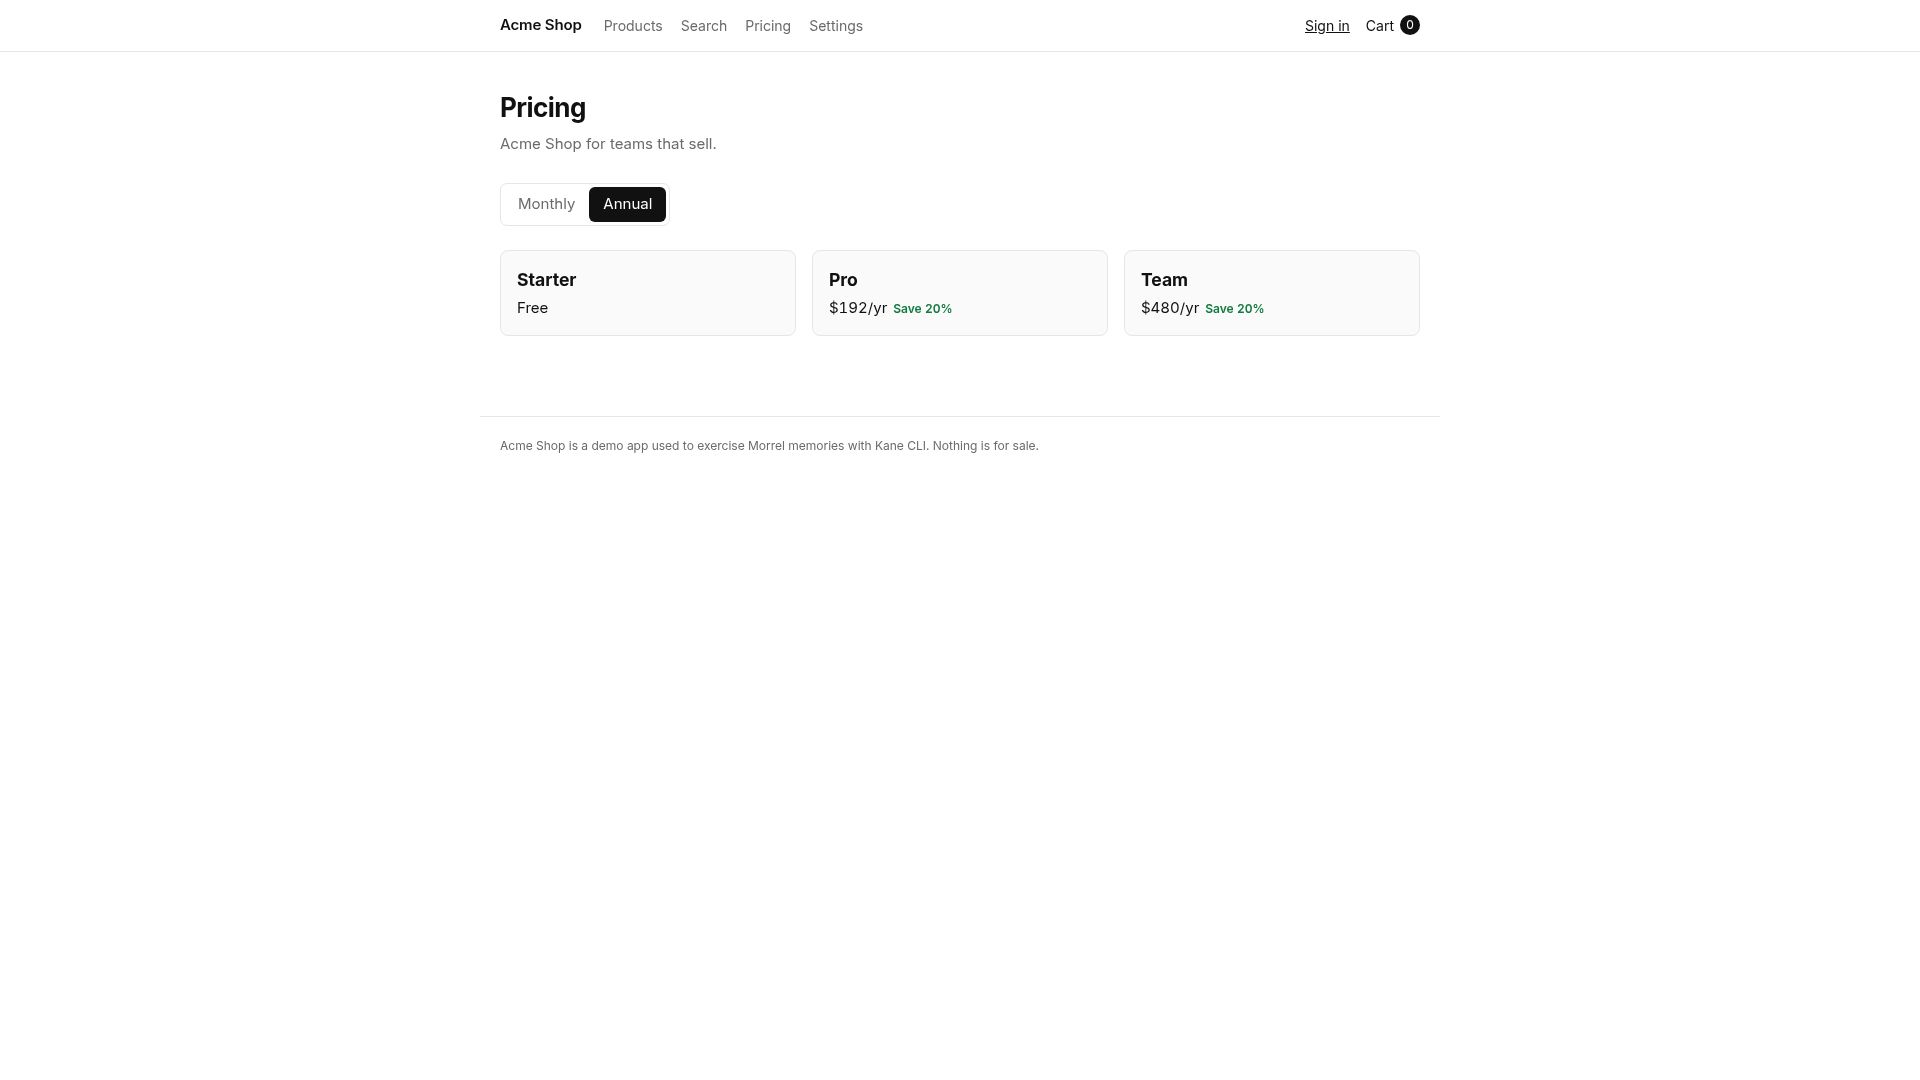 Acme Shop Products Search Pricing Settings Sign in Cart 0
Pricing
Acme Shop for teams that sell.
Monthly Annual
Starter
Free
Pro
$192/yr Save 20%
Team
$480/yr Save 20%
Acme Shop is a demo app used to exercise Morrel memories with Kane CLI. Nothing is for sale.